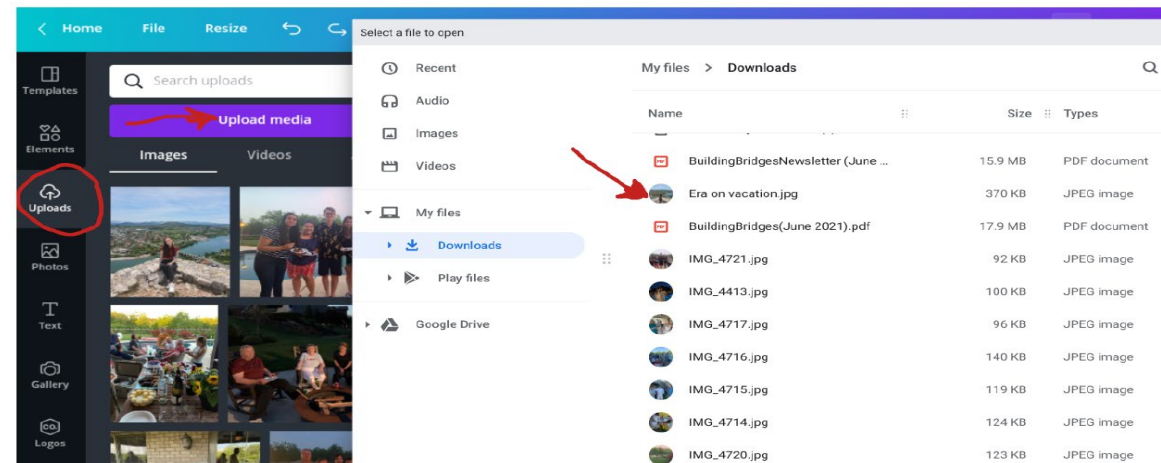 Home File Resize
Select a file to open
Templates
Elements
Uploads
Photos
Text
Gallery
Logos
Search uploads
Upload media
Images Videos
Recent
Audio
Images
Videos
My files
Downloads
Play files
Google Drive
My files > Downloads
Name Size Types
BuildingBridgesNewsletter (June ... 15.9 MB PDF document
Era on vacation.jpg 370 KB JPEG image
BuildingBridges(June 2021).pdf 17.9 MB PDF document
IMG_4721.jpg 92 KB JPEG image
IMG_4413.jpg 100 KB JPEG image
IMG_4717.jpg 96 KB JPEG image
IMG_4716.jpg 140 KB JPEG image
IMG_4715.jpg 119 KB JPEG image
IMG_4714.jpg 124 KB JPEG image
IMG_4720.jpg 123 KB JPEG image